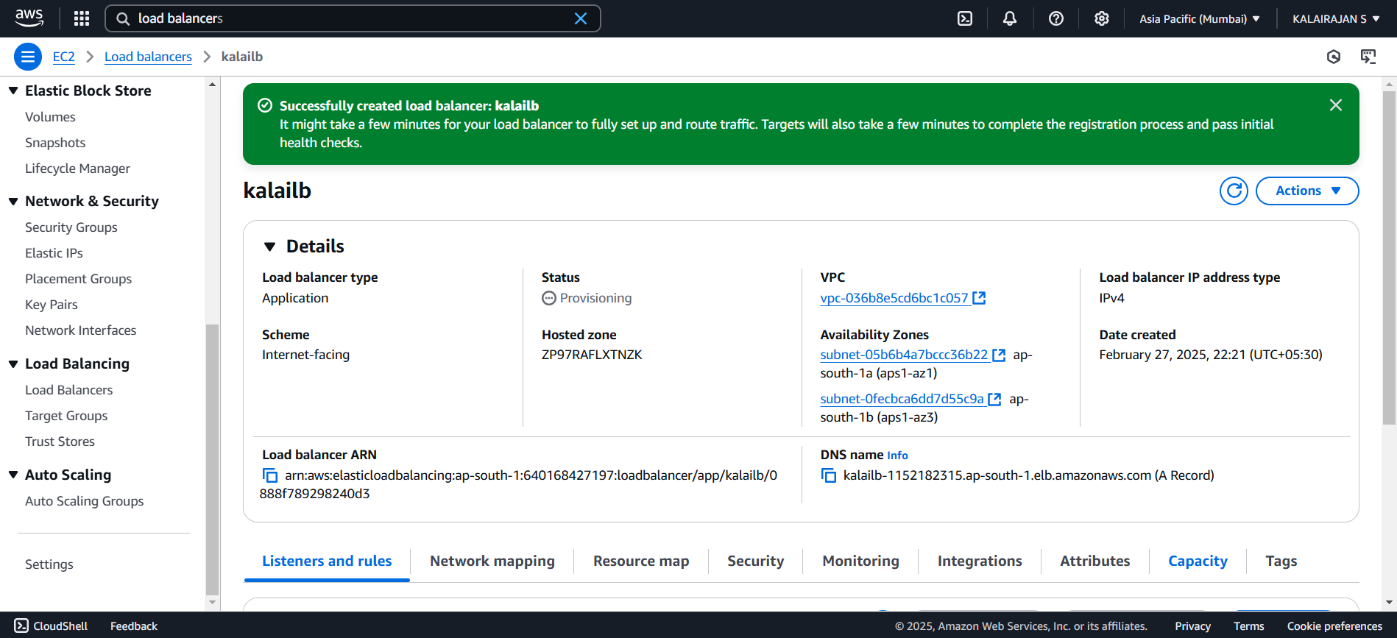 aws
load balancers
Asia Pacific (Mumbai)
KALAIRAJAN S
EC2
Load balancers
kalailb
Elastic Block Store
Volumes
Snapshots
Lifecycle Manager
Network & Security
Security Groups
Elastic IPs
Placement Groups
Key Pairs
Network Interfaces
Load Balancing
Load Balancers
Target Groups
Trust Stores
Auto Scaling
Auto Scaling Groups
Settings
Successfully created load balancer: kalailb
It might take a few minutes for your load balancer to fully set up and route traffic. Targets will also take a few minutes to complete the registration process and pass initial
health checks.
kalailb
Actions
Details
Load balancer type
Application
Scheme
Internet-facing
Status
Provisioning
Hosted zone
ZP97RAFLXTNZK
VPC
vpc-036b8e5cd6bc1c057
Availability Zones
subnet-05b6b4a7bccc36b22 ap-
south-1a (aps1-az1)
subnet-0fecbca6dd7d55c9a ap-
south-1b (aps1-az3)
Load balancer IP address type
IPv4
Date created
February 27, 2025, 22:21 (UTC+05:30)
Load balancer ARN
arn:aws:elasticloadbalancing:ap-south-1:640168427197:loadbalancer/app/kalailb/0
888f789298240d3
DNS name Info
kalailb-1152182315.ap-south-1.elb.amazonaws.com (A Record)
Listeners and rules
Network mapping
Resource map
Security
Monitoring
Integrations
Attributes
Capacity
Tags
CloudShell
Feedback
© 2025, Amazon Web Services, Inc. or its affiliates.
Privacy
Terms
Cookie preferences